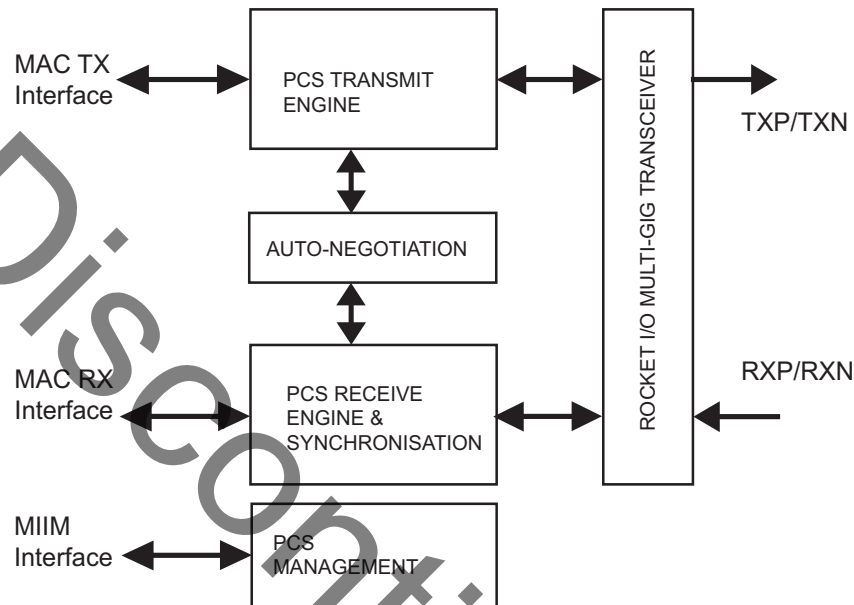 MAC TX
Interface
PCS TRANSMIT
ENGINE
ROCKET I/O MULTI-GIG TRANSCEIVER
TXP/TXN
AUTO-NEGOTIATION
MAC RX
Interface
PCS RECEIVE
ENGINE &
SYNCHRONISATION
RXP/RXN
MIIM
Interface
PCS
MANAGEMENT
Disconti